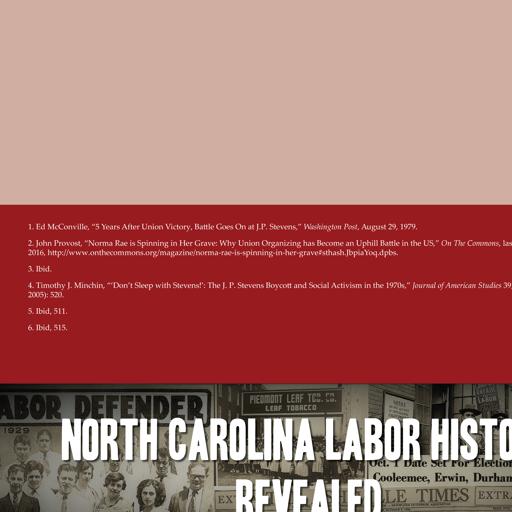 1. Ed McConville, “5 Years After Union Victory, Battle Goes On at J.P. Stevens,” Washington Post, August 29, 1979.
2. John Provost, “Norma Rae is Spinning in Her Grave: Why Union Organizing has Become an Uphill Battle in the US,” On The Commons, las
2016, http://www.onthecommons.org/magazine/norma-rae-is-spinning-in-her-grave#sthash.JbpiaYoq.dpbs.
3. Ibid.
4. Timothy J. Minchin, “‘Don’t Sleep with Stevens!’: The J. P. Stevens Boycott and Social Activism in the 1970s,” Journal of American Studies 39
2005): 520.
5. Ibid, 511.
6. Ibid, 515.
ABOR DEFENDER
1929
PIEDMONT LEAF TOB. CO.
LEAF TOBACCO
NORTH CAROLINA LABOR HISTO
REVEALED
Oct. 1 Date Set For Election
Cooleemee, Erwin, Durham
LE TIMES
EXT
EXTR